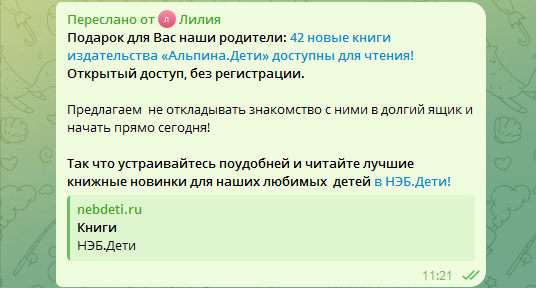 Переслано от Л Лилия
Подарок для Вас наши родители: 42 новые книги
издательства «Альпина.Дети» доступны для чтения!
Открытый доступ, без регистрации.
Предлагаем  не откладывать знакомство с ними в долгий ящик и
начать прямо сегодня!
Так что устраивайтесь поудобней и читайте лучшие
книжные новинки для наших любимых  детей в НЭБ.Дети!
nebdeti.ru
Книги
НЭБ.Дети
11:21